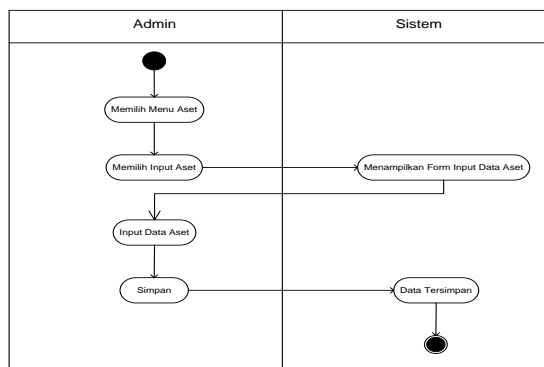 Admin
Sistem
Memilih Menu Aset
Memilih Input Aset
Menampilkan Form Input Data Aset
Input Data Aset
Simpan
Data Tersimpan